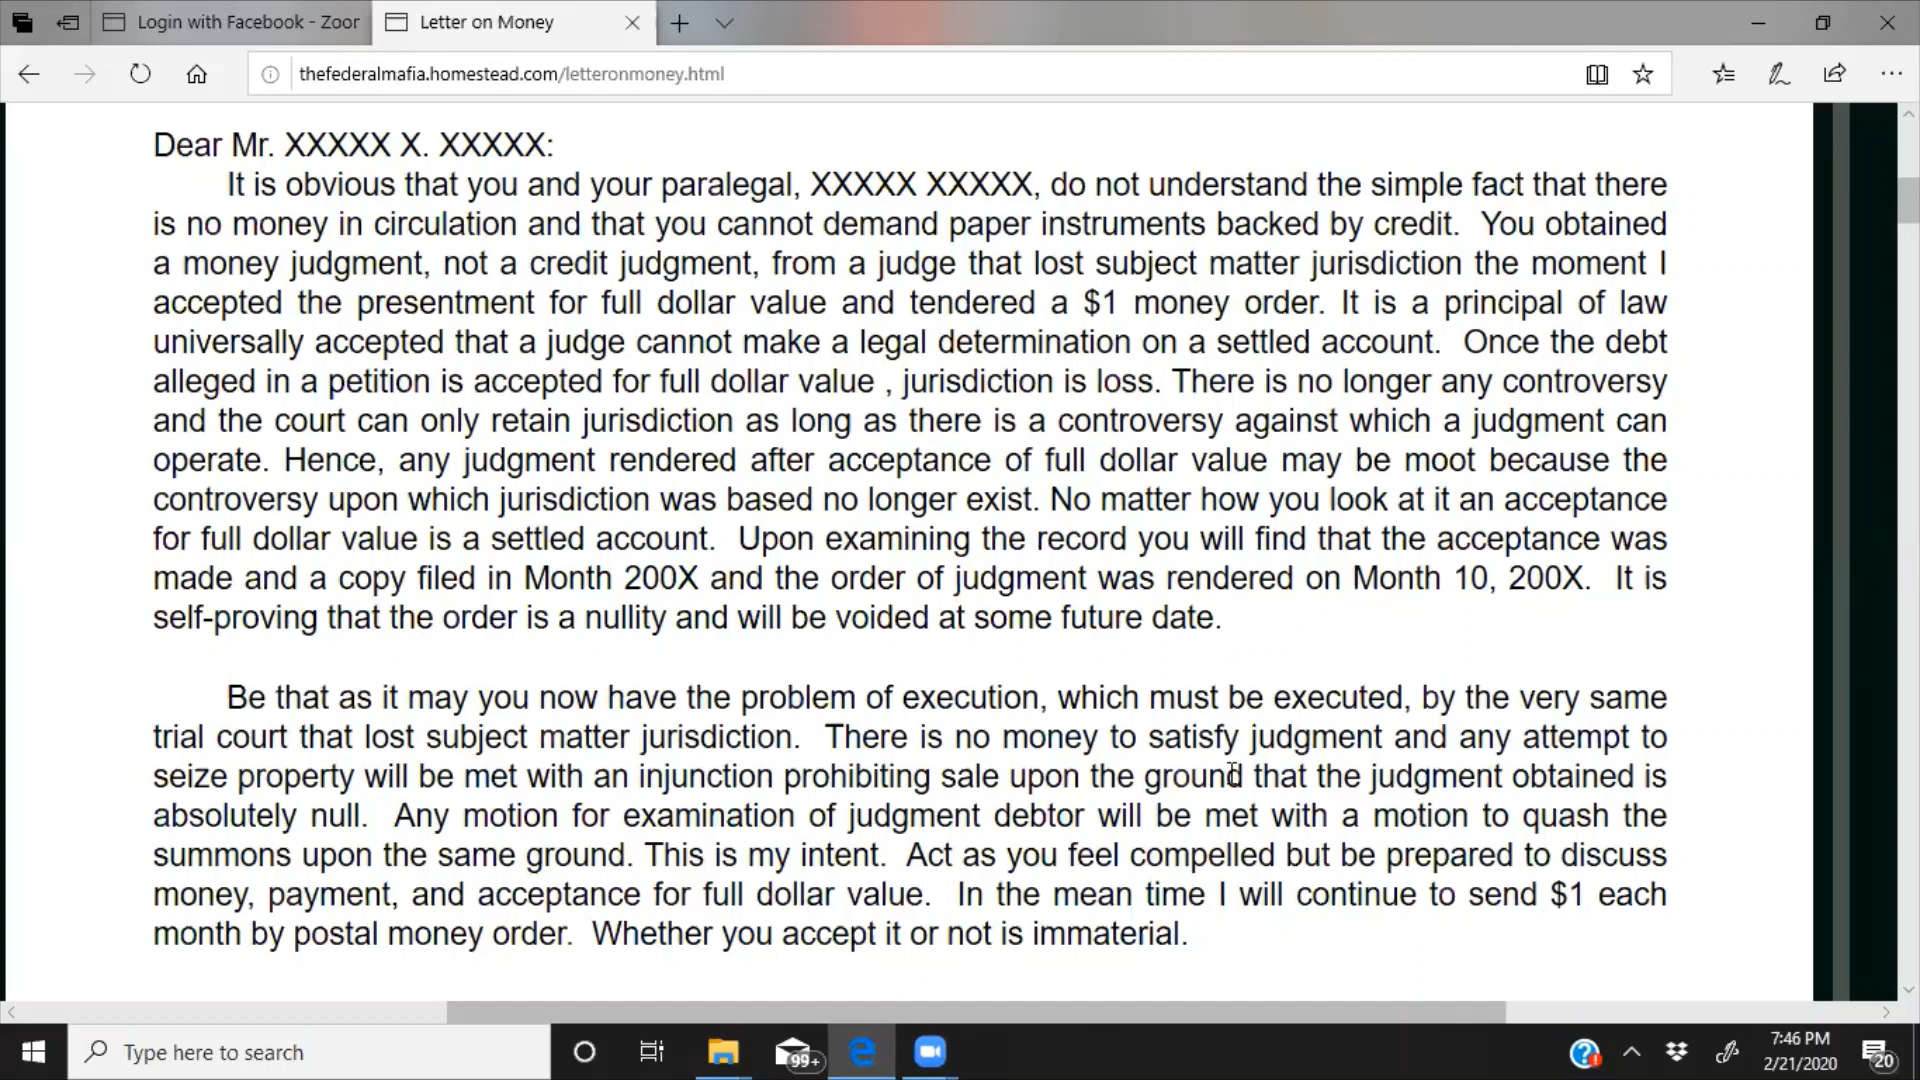 Login with Facebook - Zoor
Letter on Money
thefederalmafia.homestead.com/letteronmoney.html
Dear Mr. XXXXX X. XXXXX:
It is obvious that you and your paralegal, XXXXX XXXXX, do not understand the simple fact that there
is no money in circulation and that you cannot demand paper instruments backed by credit. You obtained
a money judgment, not a credit judgment, from a judge that lost subject matter jurisdiction the moment I
accepted the presentment for full dollar value and tendered a $1 money order. It is a principal of law
universally accepted that a judge cannot make a legal determination on a settled account. Once the debt
alleged in a petition is accepted for full dollar value , jurisdiction is loss. There is no longer any controversy
and the court can only retain jurisdiction as long as there is a controversy against which a judgment can
operate. Hence, any judgment rendered after acceptance of full dollar value may be moot because the
controversy upon which jurisdiction was based no longer exist. No matter how you look at it an acceptance
for full dollar value is a settled account. Upon examining the record you will find that the acceptance was
made and a copy filed in Month 200X and the order of judgment was rendered on Month 10, 200X. It is
self-proving that the order is a nullity and will be voided at some future date.
Be that as it may you now have the problem of execution, which must be executed, by the very same
trial court that lost subject matter jurisdiction. There is no money to satisfy judgment and any attempt to
seize property will be met with an injunction prohibiting sale upon the ground that the judgment obtained is
absolutely null. Any motion for examination of judgment debtor will be met with a motion to quash the
summons upon the same ground. This is my intent. Act as you feel compelled but be prepared to discuss
money, payment, and acceptance for full dollar value. In the mean time I will continue to send $1 each
month by postal money order. Whether you accept it or not is immaterial.
Type here to search
99+
7:46 PM
2/21/2020
20